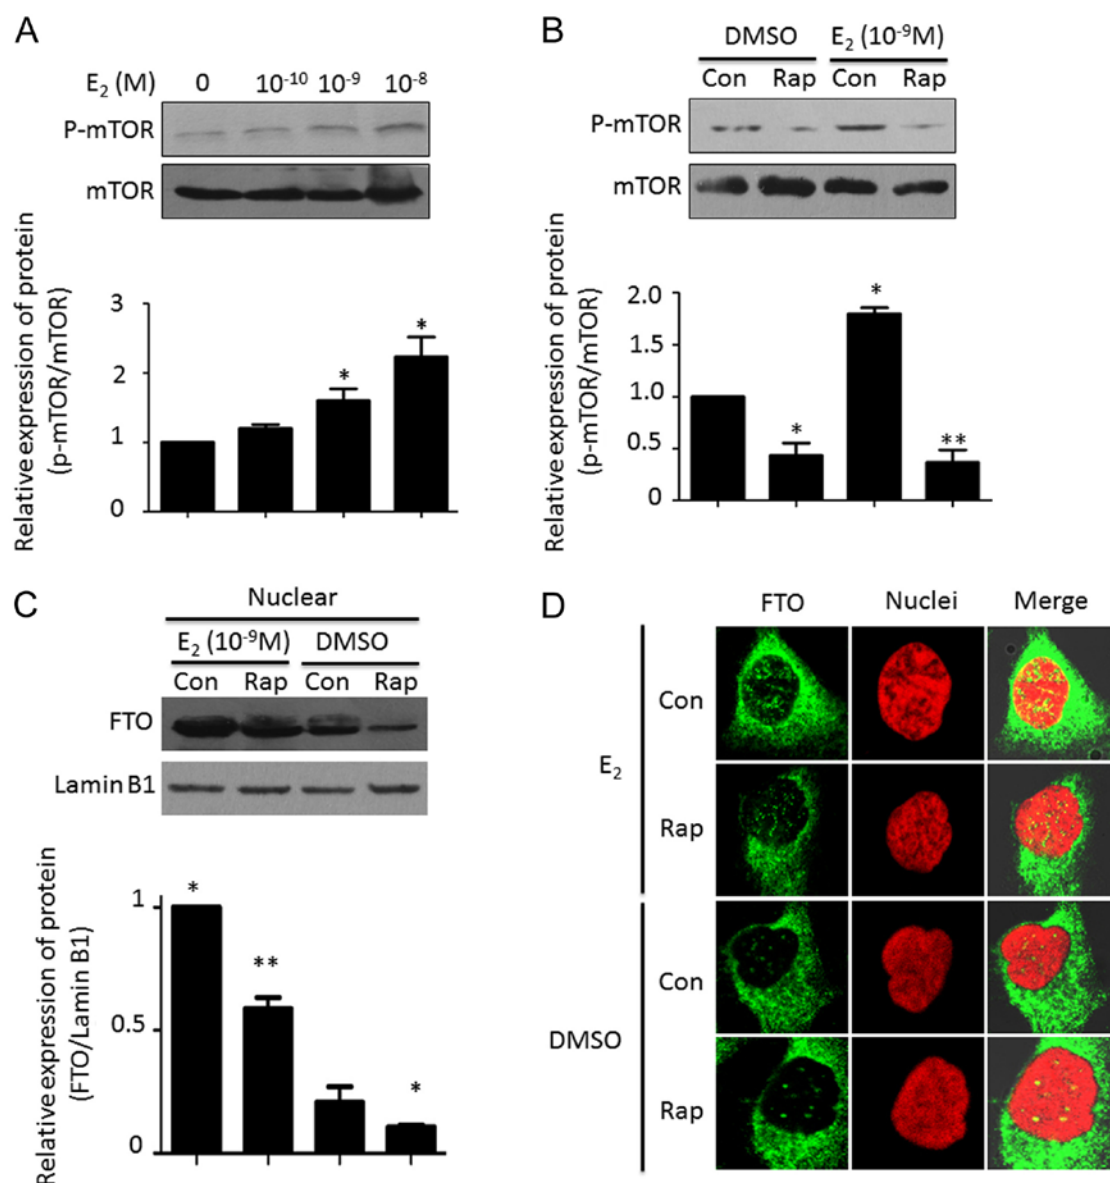 A
E₂ (M) 0 10⁻¹⁰ 10⁻⁹ 10⁻⁸
P-mTOR
mTOR
Relative expression of protein
(p-mTOR/mTOR)
3
2
1
0
*
*
B
DMSO E₂ (10⁻⁹M)
Con Rap Con Rap
P-mTOR
mTOR
Relative expression of protein
(p-mTOR/mTOR)
2.0
1.5
1.0
0.5
0
*
*
**
C
Nuclear
E₂ (10⁻⁹M) DMSO
Con Rap Con Rap
FTO
Lamin B1
Relative expression of protein
(FTO/Lamin B1)
1
0.5
0
*
**
*
D
FTO Nuclei Merge
E₂
Con
Rap
DMSO
Con
Rap